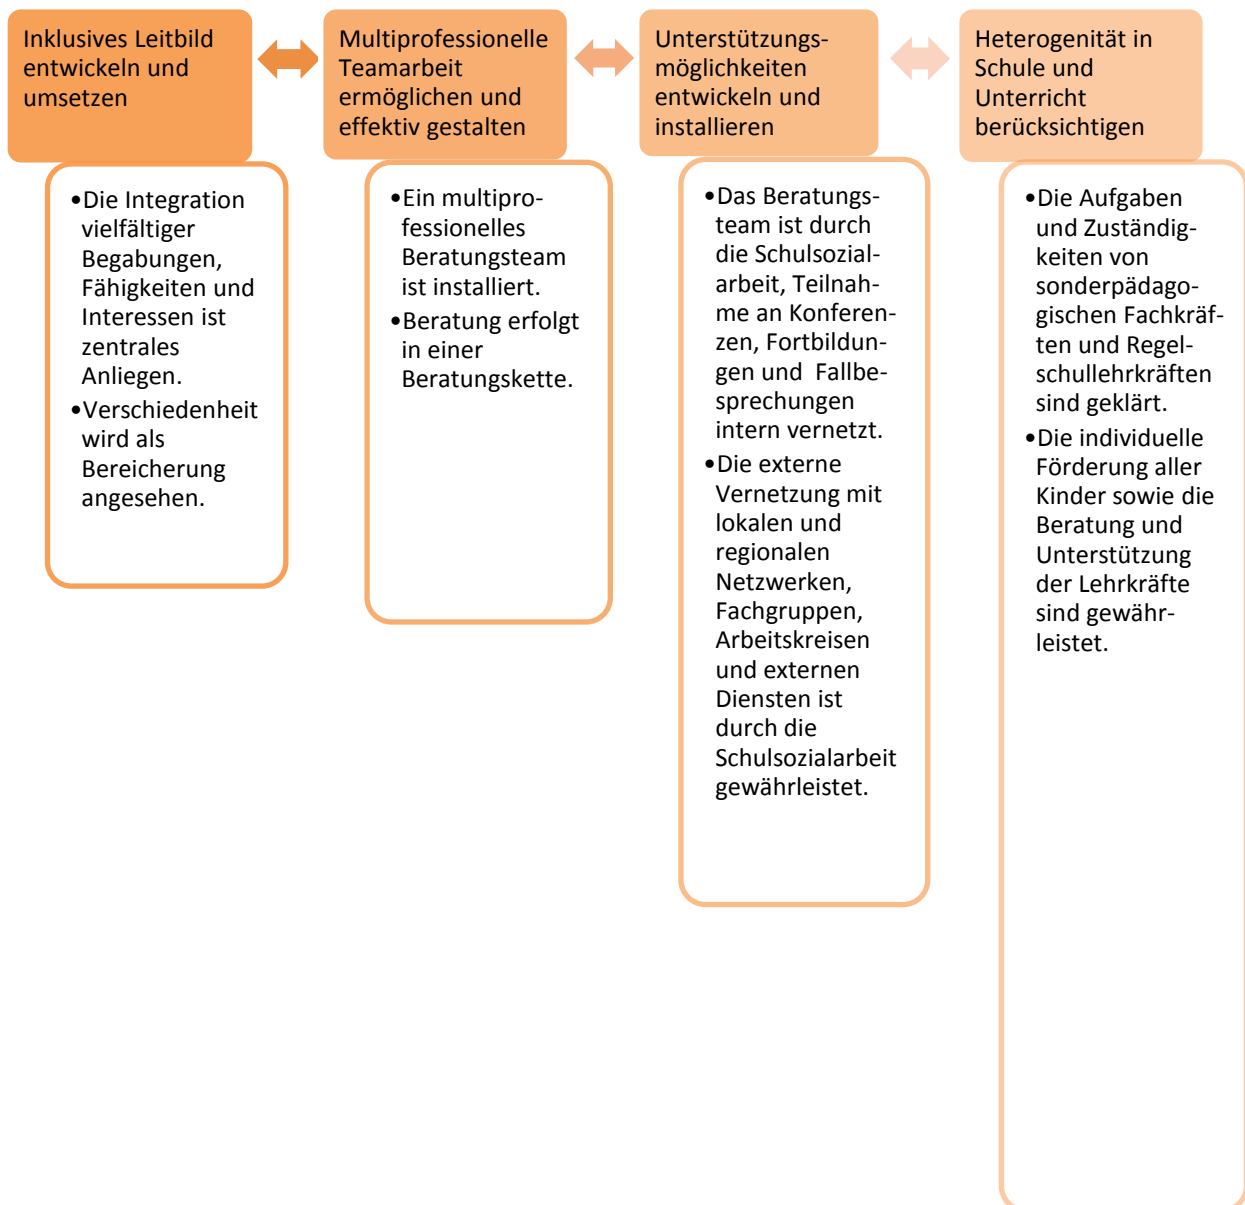 Inklusives Leitbild
entwickeln und
umsetzen
•Die Integration
vielfältiger
Begabungen,
Fähigkeiten und
Interessen ist
zentrales
Anliegen.
•Verschiedenheit
wird als
Bereicherung
angesehen.
Multiprofessionelle
Teamarbeit
ermöglichen und
effektiv gestalten
•Ein multipro-
fessionelles
Beratungsteam
ist installiert.
•Beratung erfolgt
in einer
Beratungskette.
Unterstützungs-
möglichkeiten
entwickeln und
installieren
•Das Beratungs-
team ist durch
die Schulsozial-
arbeit, Teilnah-
me an Konferen-
zen, Fortbildun-
gen und Fallbe-
sprechungen
intern vernetzt.
•Die externe
Vernetzung mit
lokalen und
regionalen
Netzwerken,
Fachgruppen,
Arbeitskreisen
und externen
Diensten ist
durch die
Schulsozialarbeit
gewährleistet.
Heterogenität in
Schule und
Unterricht
berücksichtigen
•Die Aufgaben
und Zuständig-
keiten von
sonderpädago-
gischen Fachkräf-
ten und Regel-
schullehrkräften
sind geklärt.
•Die individuelle
Förderung aller
Kinder sowie die
Beratung und
Unterstützung
der Lehrkräfte
sind gewähr-
leistet.